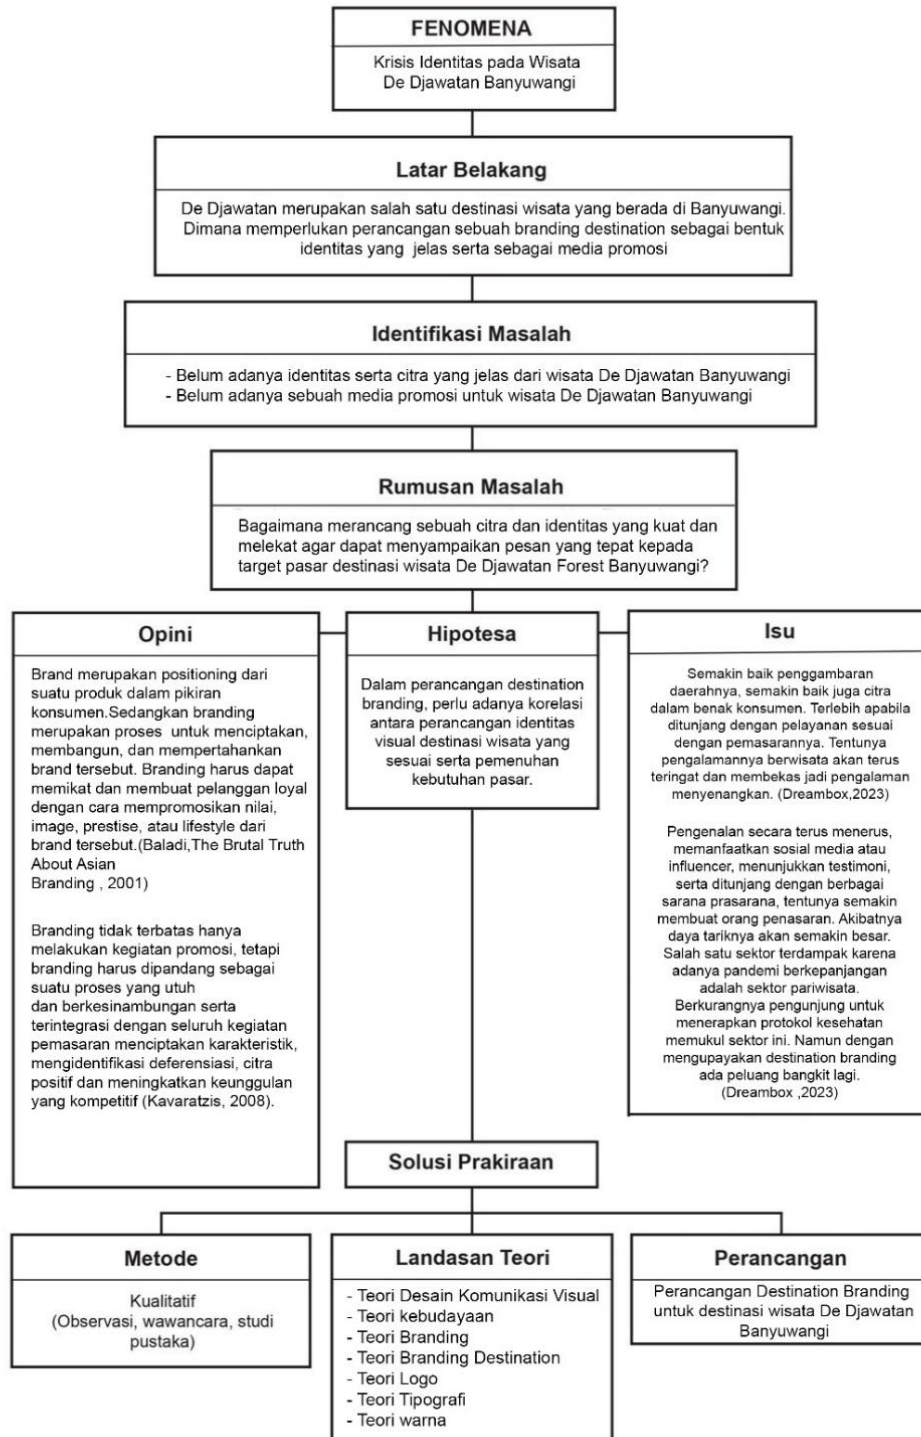 FENOMENA
Krisis Identitas pada Wisata
De Djawatan Banyuwangi
Latar Belakang
De Djawatan merupakan salah satu destinasi wisata yang berada di Banyuwangi.
Dimana memperlukan perancangan sebuah branding destination sebagai bentuk
identitas yang jelas serta sebagai media promosi
Identifikasi Masalah
- Belum adanya identitas serta citra yang jelas dari wisata De Djawatan Banyuwangi
- Belum adanya sebuah media promosi untuk wisata De Djawatan Banyuwangi
Rumusan Masalah
Bagaimana merancang sebuah citra dan identitas yang kuat dan
melekat agar dapat menyampaikan pesan yang tepat kepada
target pasar destinasi wisata De Djawatan Forest Banyuwangi?
Opini
Brand merupakan positioning dari
suatu produk dalam pikiran
konsumen.Sedangkan branding
merupakan proses untuk menciptakan,
membangun, dan mempertahankan
brand tersebut. Branding harus dapat
memikat dan membuat pelanggan loyal
dengan cara mempromosikan nilai,
image, prestise, atau lifestyle dari
brand tersebut.(Baladi,The Brutal Truth
About Asian
Branding , 2001)
Branding tidak terbatas hanya
melakukan kegiatan promosi, tetapi
branding harus dipandang sebagai
suatu proses yang utuh
dan berkesinambungan serta
terintegrasi dengan seluruh kegiatan
pemasaran menciptakan karakteristik,
mengidentifikasi deferensiasi, citra
positif dan meningkatkan keunggulan
yang kompetitif (Kavaratzis, 2008).
Hipotesa
Dalam perancangan destination
branding, perlu adanya korelasi
antara perancangan identitas
visual destinasi wisata yang
sesuai serta pemenuhan
kebutuhan pasar.
Isu
Semakin baik penggambaran
daerahnya, semakin baik juga citra
dalam benak konsumen. Terlebih apabila
ditunjang dengan pelayanan sesuai
dengan pemasarannya. Tentunya
pengalamannya berwisata akan terus
teringat dan membekas jadi pengalaman
menyenangkan. (Dreambox,2023)
Pengenalan secara terus menerus,
memanfaatkan sosial media atau
influencer, menunjukkan testimoni,
serta ditunjang dengan berbagai
sarana prasarana, tentunya semakin
membuat orang penasaran. Akibatnya
daya tariknya akan semakin besar.
Salah satu sektor terdampak karena
adanya pandemi berkepanjangan
adalah sektor pariwisata.
Berkurangnya pengunjung untuk
menerapkan protokol kesehatan
memukul sektor ini. Namun dengan
mengupayakan destination branding
ada peluang bangkit lagi.
(Dreambox ,2023)
Solusi Prakiraan
Metode
Kualitatif
(Observasi, wawancara, studi
pustaka)
Landasan Teori
- Teori Desain Komunikasi Visual
- Teori kebudayaan
- Teori Branding
- Teori Branding Destination
- Teori Logo
- Teori Tipografi
- Teori warna
Perancangan
Perancangan Destination Branding
untuk destinasi wisata De Djawatan
Banyuwangi